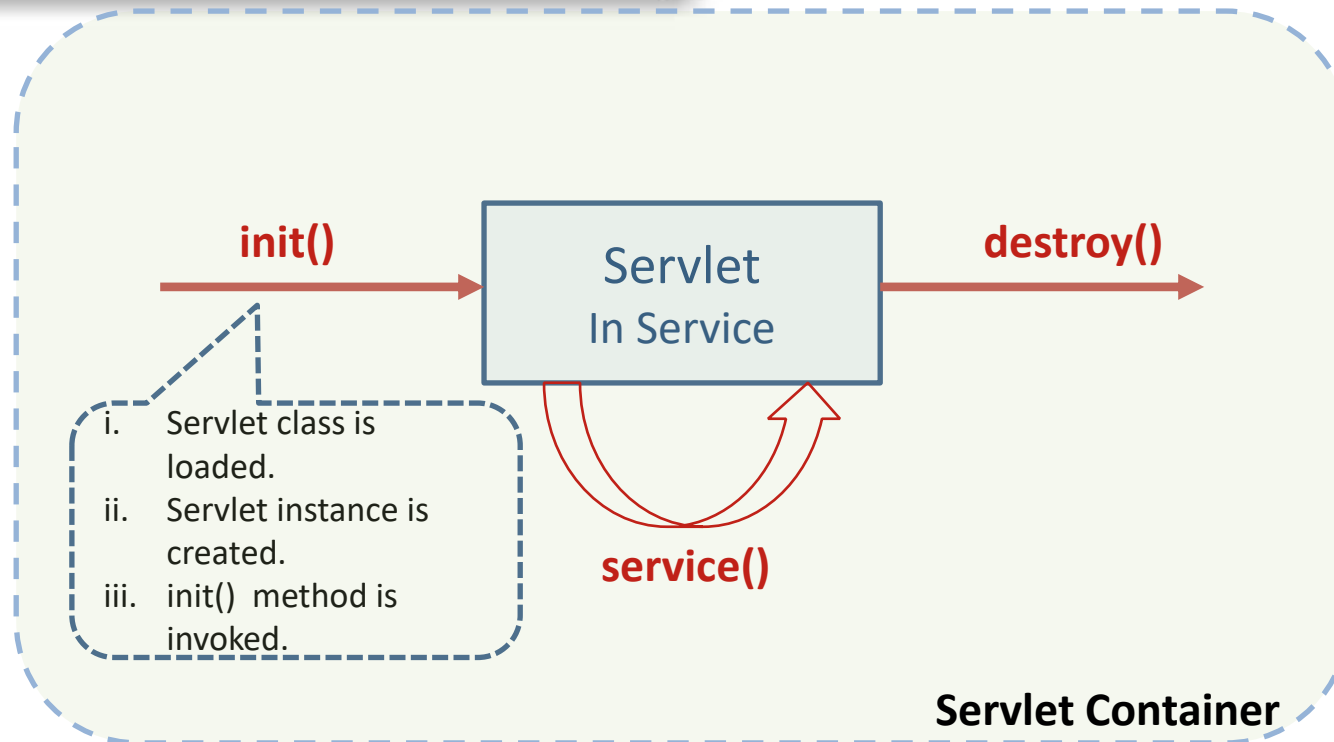 init()
destroy()
Servlet
In Service
i. Servlet class is
loaded.
ii. Servlet instance is
created.
iii. init() method is
invoked.
service()
Servlet Container